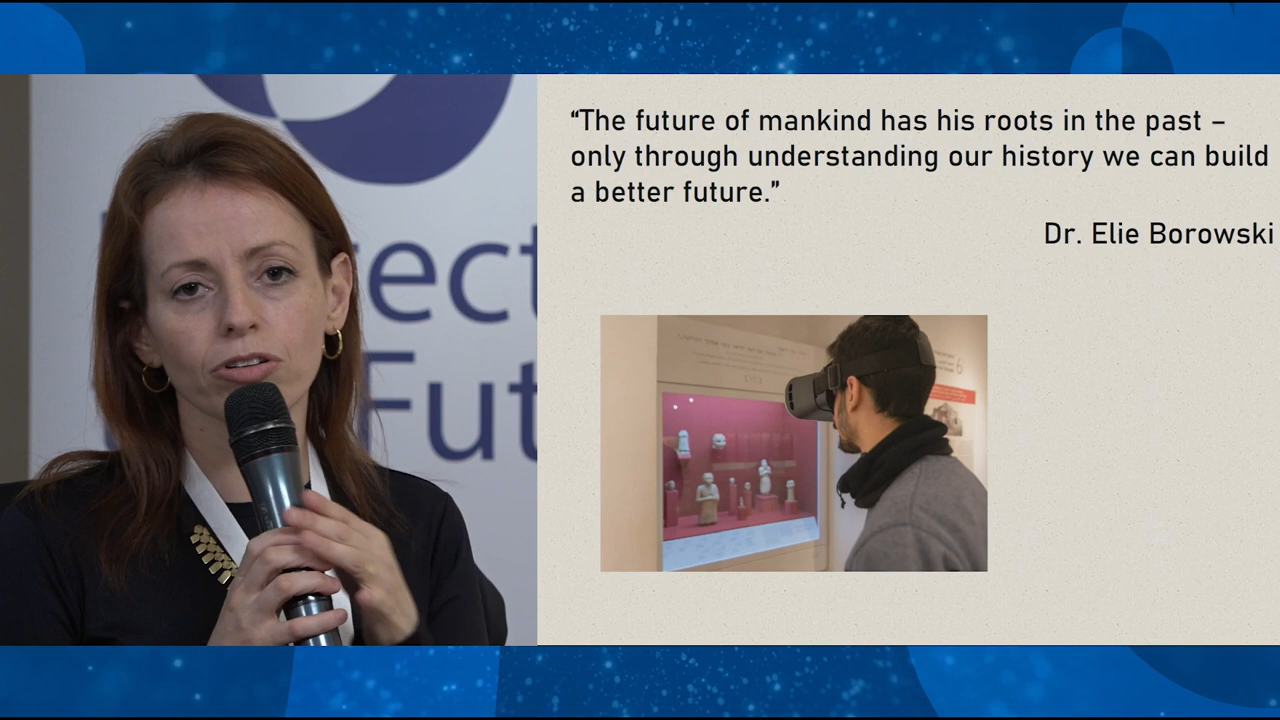 ect
Fut
“The future of mankind has his roots in the past –
only through understanding our history we can build
a better future.”
Dr. Elie Borowski
6